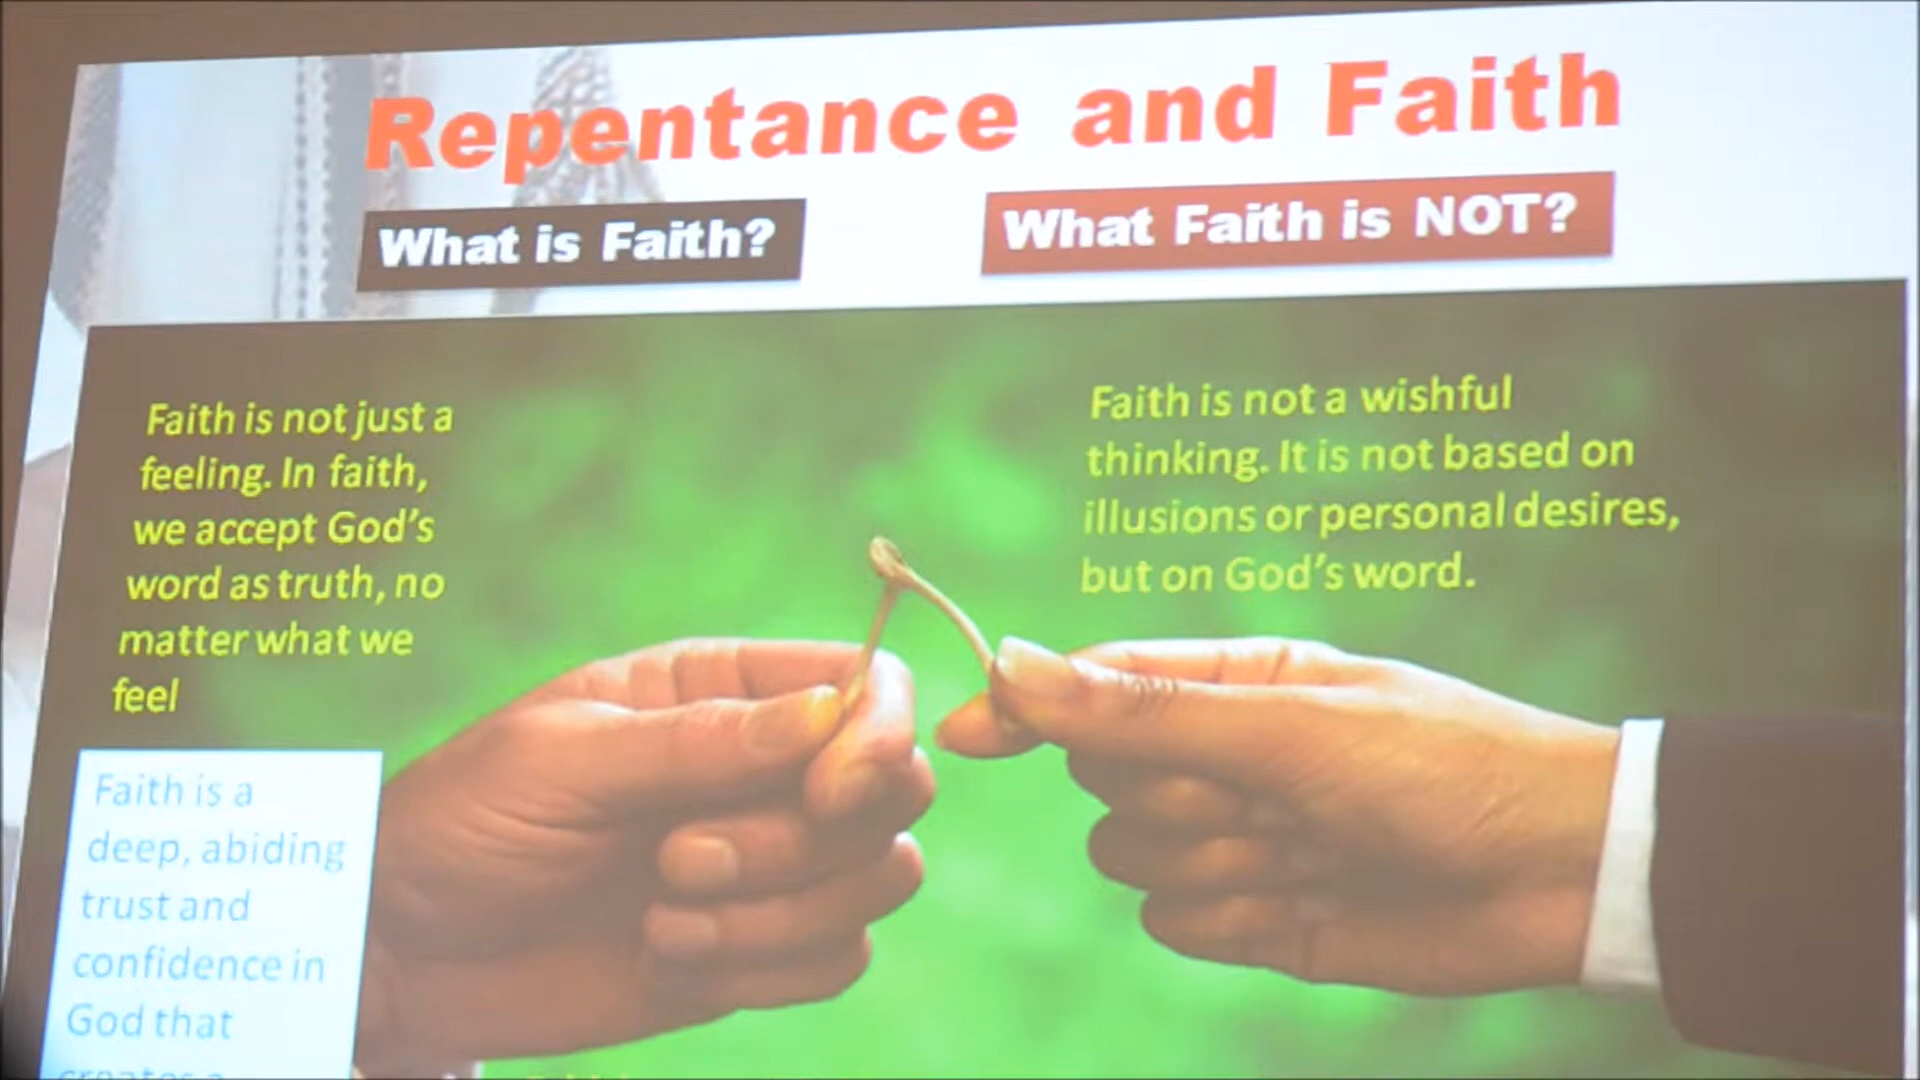 Repentance and Faith
What is Faith?
What Faith is NOT?
Faith is not just a
feeling. In faith,
we accept God's
word as truth, no
matter what we
feel
Faith is not a wishful
thinking. It is not based on
illusions or personal desires,
but on God's word.
Faith is a
deep, abiding
trust and
confidence in
God that
creates a